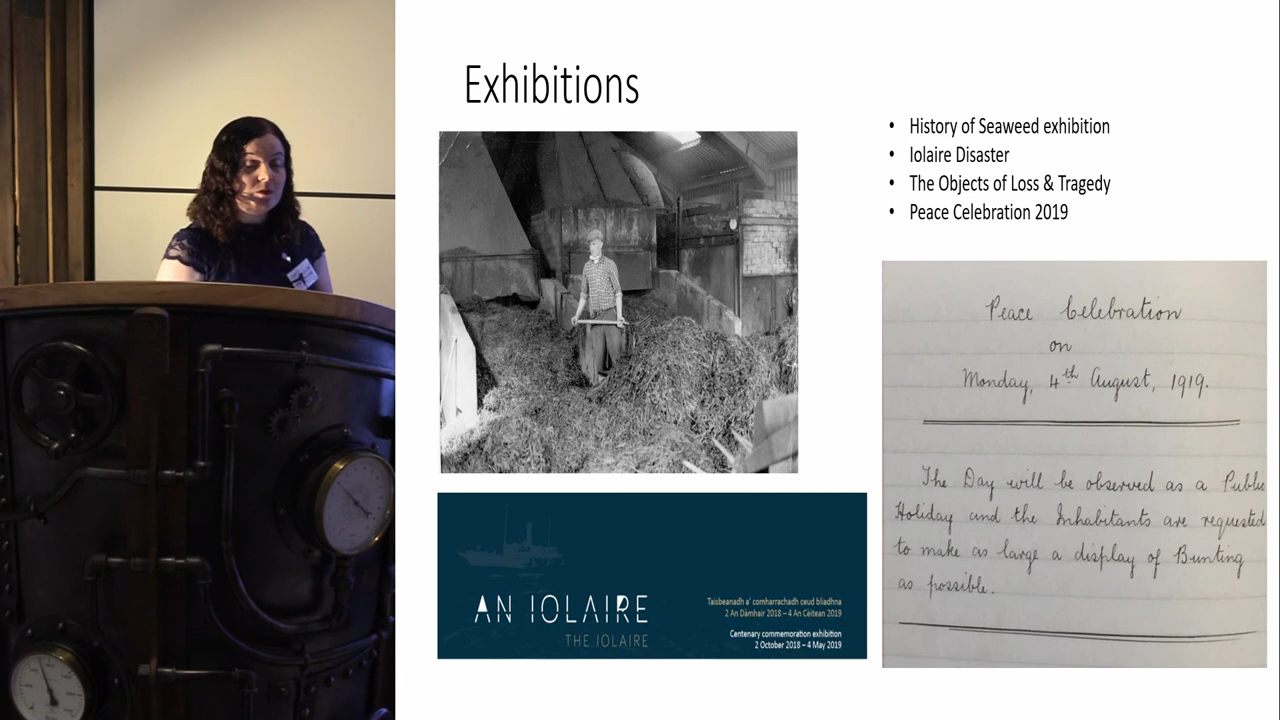 Exhibitions
• History of Seaweed exhibition
• Iolaire Disaster
• The Objects of Loss & Tragedy
• Peace Celebration 2019
Peace Celebration
on
Monday, 4th August, 1919.
The Day will be observed as a Public
Holiday and the Inhabitants are requested
to make as large a display of Bunting
as possible.
AN IOLAIRE
THE IOLAIRE
Taisbeanadh a' comharrachadh ceud bliadhna
2 An Dàmhair 2018 – 4 An Cèitean 2019
Centenary commemoration exhibition
2 October 2018 – 4 May 2019